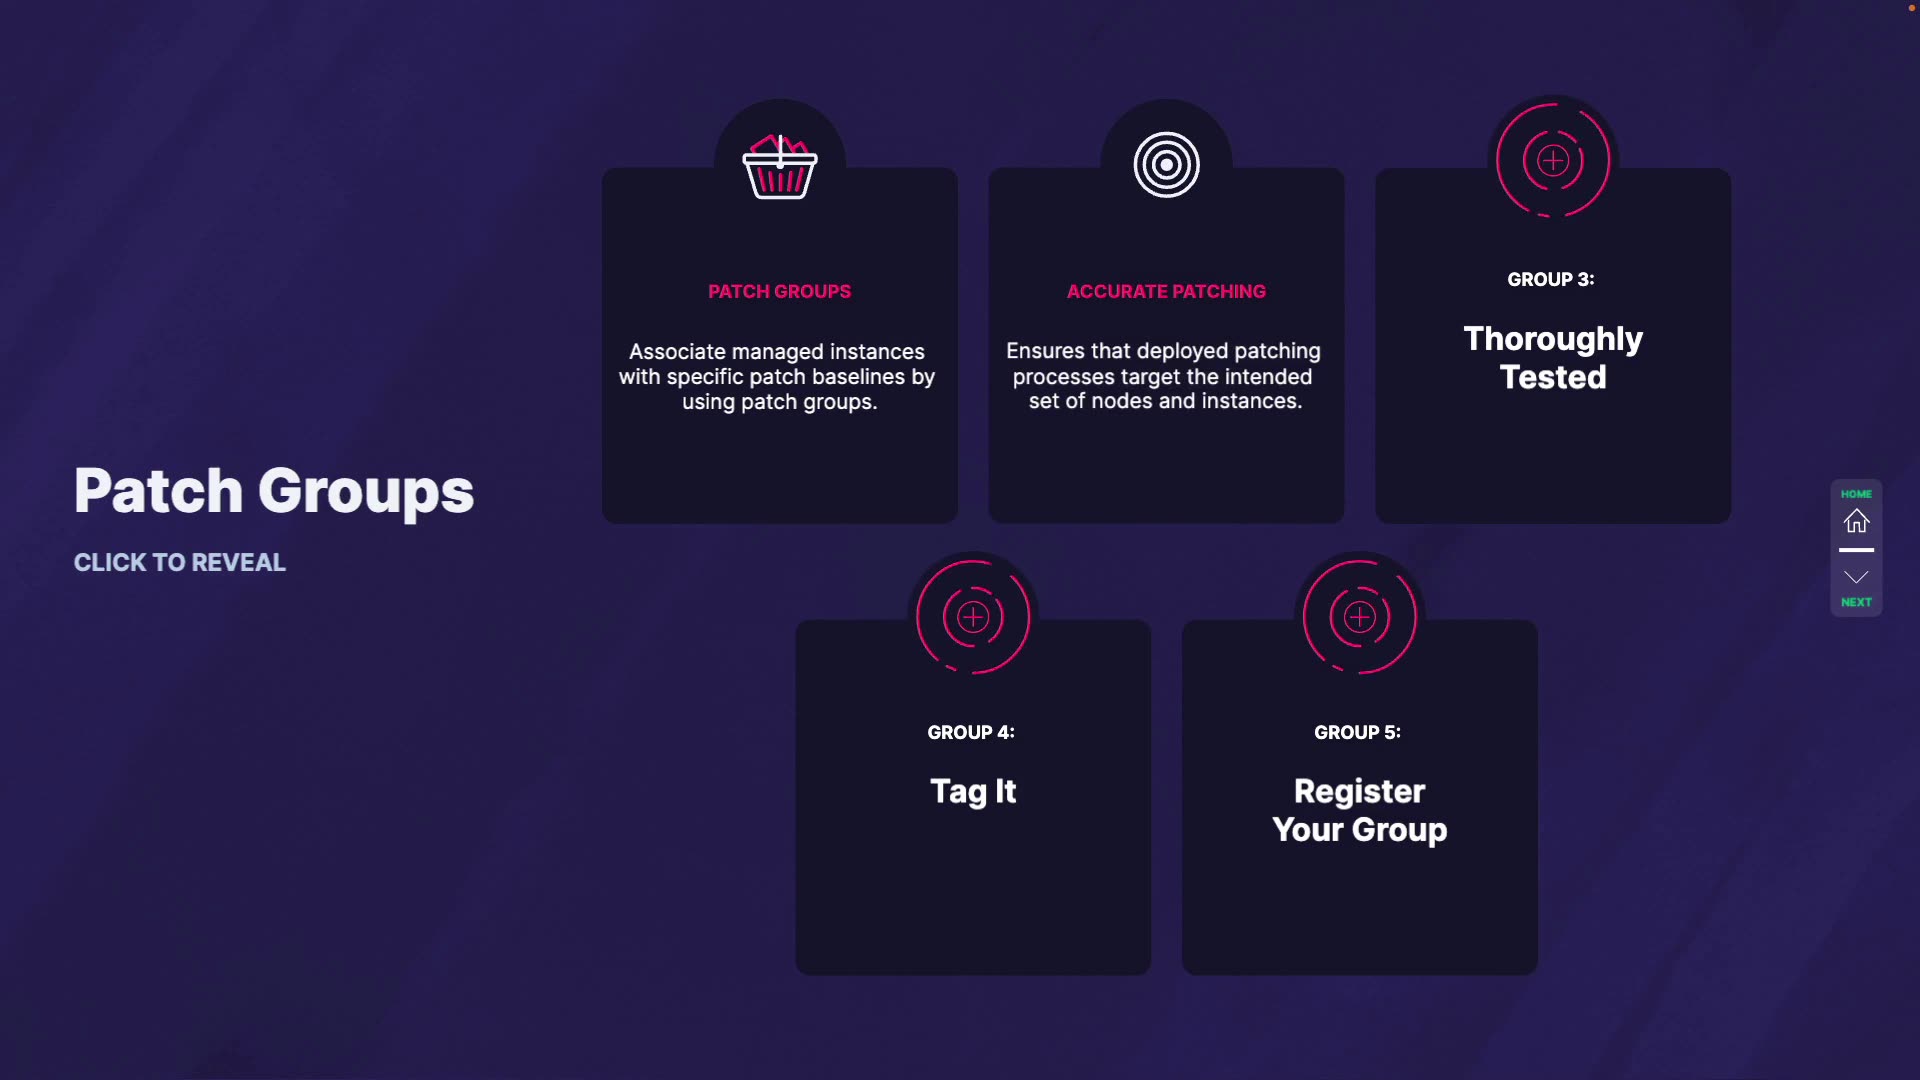 Patch Groups
CLICK TO REVEAL
PATCH GROUPS
Associate managed instances
with specific patch baselines by
using patch groups.
ACCURATE PATCHING
Ensures that deployed patching
processes target the intended
set of nodes and instances.
GROUP 3:
Thoroughly
Tested
GROUP 4:
Tag It
GROUP 5:
Register
Your Group
HOME
NEXT